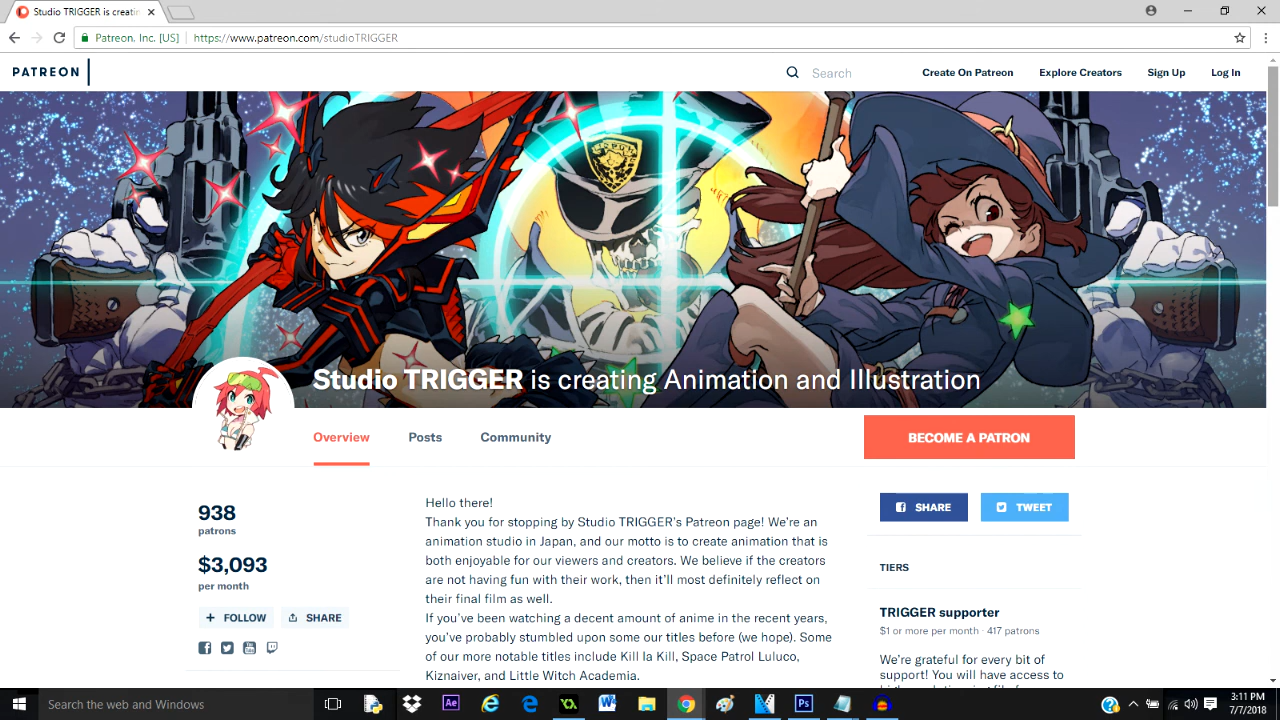 Studio TRIGGER is creatin
Patreon. Inc. [US]
https://www.patreon.com/studioTRIGGER
PATREON
Search
Create On Patreon
Explore Creators
Sign Up
Log In
Studio TRIGGER is creating Animation and Illustration
Overview
Posts
Community
BECOME A PATRON
938
patrons
$3,093
per month
+ FOLLOW
SHARE
Hello there!
Thank you for stopping by Studio TRIGGER's Patreon page! We're an
animation studio in Japan, and our motto is to create animation that is
both enjoyable for our viewers and creators. We believe if the creators
are not having fun with their work, then it'll most definitely reflect on
their final film as well.
If you've been watching a decent amount of anime in the recent years,
you've probably stumbled upon some our titles before (we hope). Some
of our more notable titles include Kill la Kill, Space Patrol Luluco,
Kiznaiver, and Little Witch Academia.
SHARE
TWEET
TIERS
TRIGGER supporter
$1 or more per month · 417 patrons
We're grateful for every bit of
support! You will have access to
Search the web and Windows
Ae
Ps
3:11 PM
7/7/2018